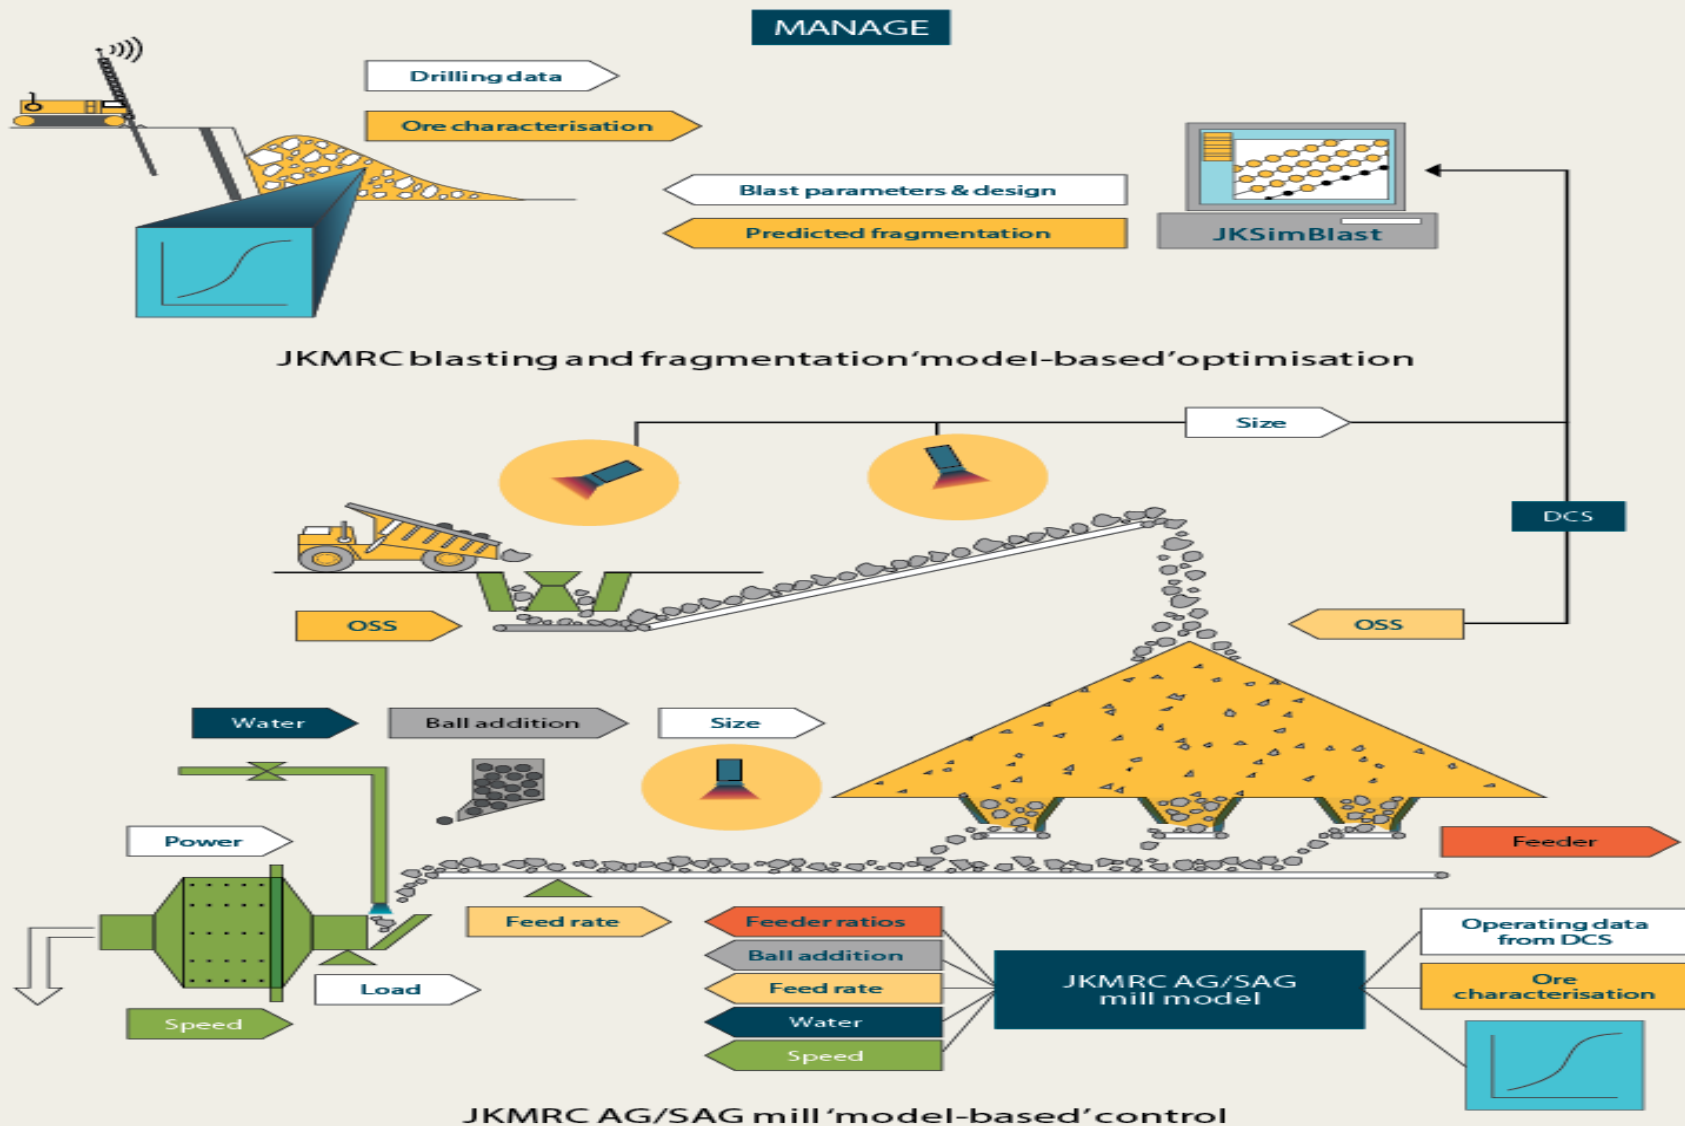 MANAGE
Drilling data
Ore characterisation
Blast parameters & design
Predicted fragmentation
JKSimBlast
JKMRC blasting and fragmentation 'model-based' optimisation
Size
DCS
OSS
OSS
Water
Ball addition
Size
Power
Feeder
Feed rate
Feeder ratios
Operating data
from DCS
Ball addition
Load
Feed rate
JKMRC AG/SAG
mill model
Ore
characterisation
Speed
Water
Speed
JKMRC AG/SAG mill 'model-based' control